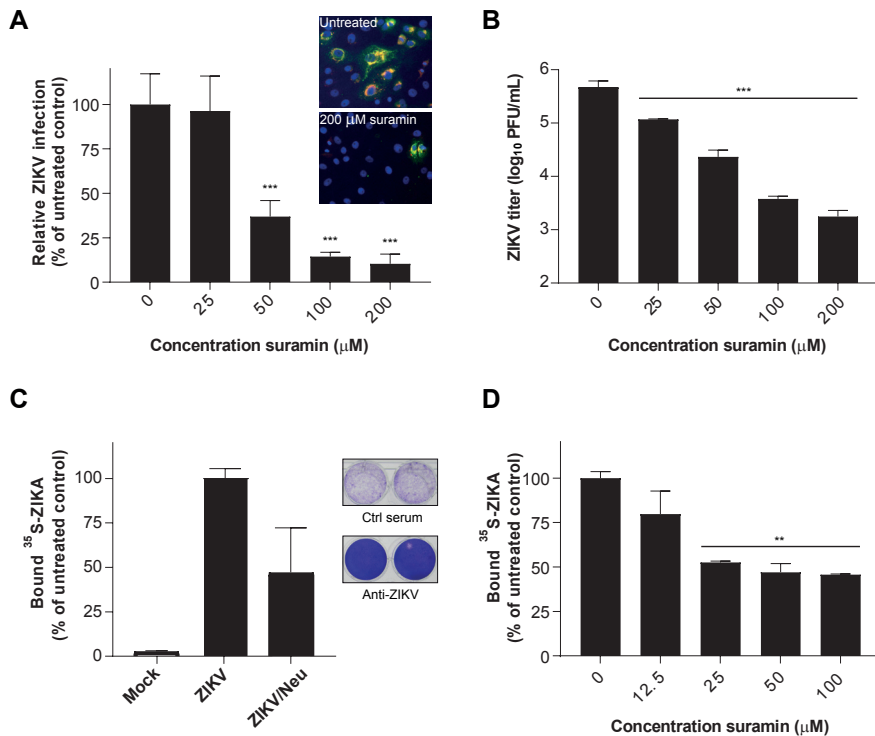 A
Relative ZIKV infection
(% of untreated control)
100
75
50
25
0
Untreated
200 μM suramin
***
***
***
0
25
50
100
200
Concentration suramin (μM)
B
ZIKV titer (log10 PFU/mL)
6
5
4
3
2
***
0
25
50
100
200
Concentration suramin (μM)
C
Bound 35S-ZIKA
(% of untreated control)
100
75
50
25
0
Mock
ZIKV
ZIKV/Neu
Ctrl serum
Anti-ZIKV
D
Bound 35S-ZIKA
(% of untreated control)
100
75
50
25
0
**
0
12.5
25
50
100
Concentration suramin (μM)